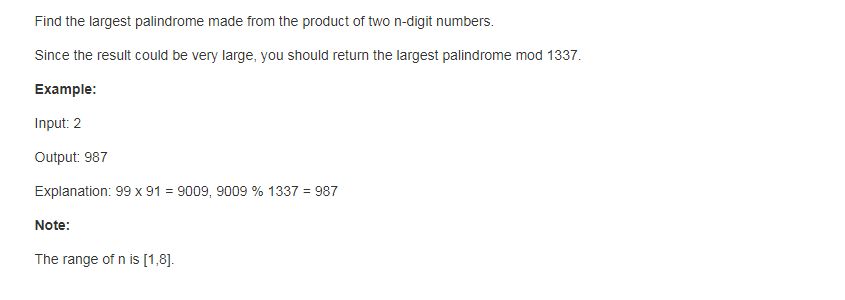 Find the largest palindrome made from the product of two n-digit numbers.
Since the result could be very large, you should return the largest palindrome mod 1337.
Example:
Input: 2
Output: 987
Explanation: 99 x 91 = 9009, 9009 % 1337 = 987
Note:
The range of n is [1,8].